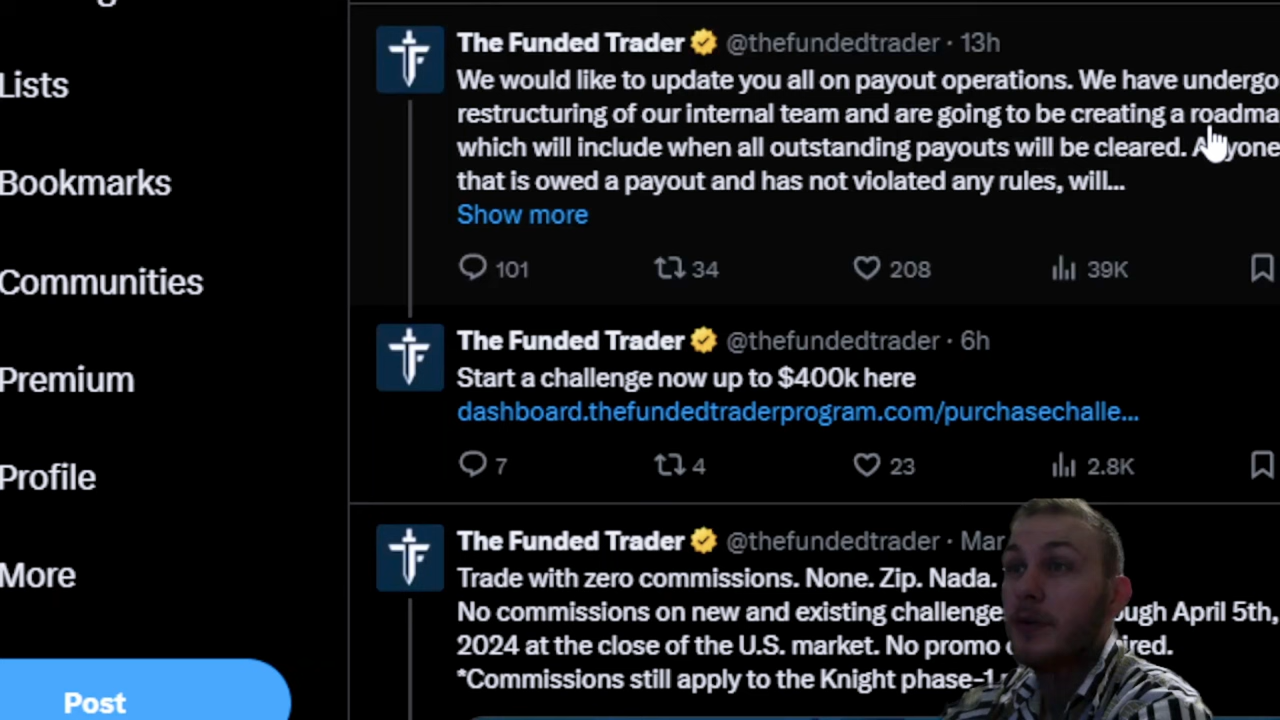 Lists
Bookmarks
Communities
Premium
Profile
More
Post
The Funded Trader @thefundedtrader · 13h
We would like to update you all on payout operations. We have undergo
restructuring of our internal team and are going to be creating a roadma
which will include when all outstanding payouts will be cleared. Anyone
that is owed a payout and has not violated any rules, will...
Show more
101 34 208 39K
The Funded Trader @thefundedtrader · 6h
Start a challenge now up to $400k here
dashboard.thefundedtraderprogram.com/purchasechalle...
7 4 23 2.8K
The Funded Trader @thefundedtrader · Mar
Trade with zero commissions. None. Zip. Nada.
No commissions on new and existing challenge ough April 5th,
2024 at the close of the U.S. market. No promo ired.
*Commissions still apply to the Knight phase-1